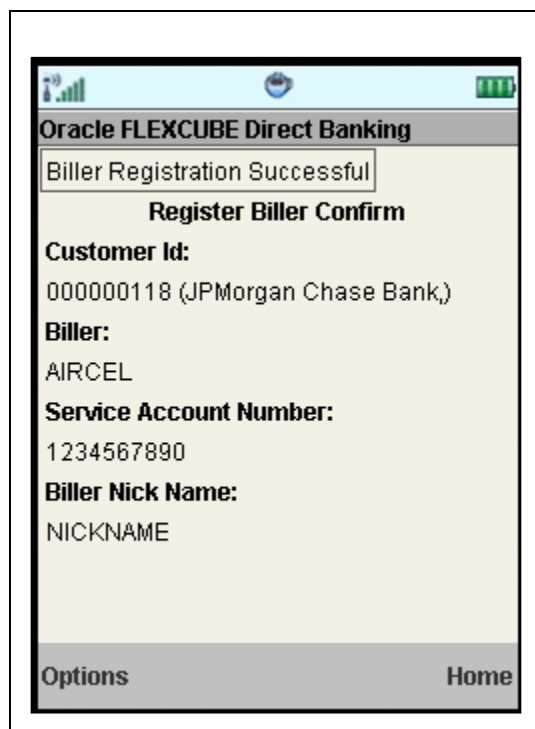 Oracle FLEXCUBE Direct Banking
Biller Registration Successful
Register Biller Confirm
Customer Id:
000000118 (JPMorgan Chase Bank,)
Biller:
AIRCEL
Service Account Number:
1234567890
Biller Nick Name:
NICKNAME
Options Home